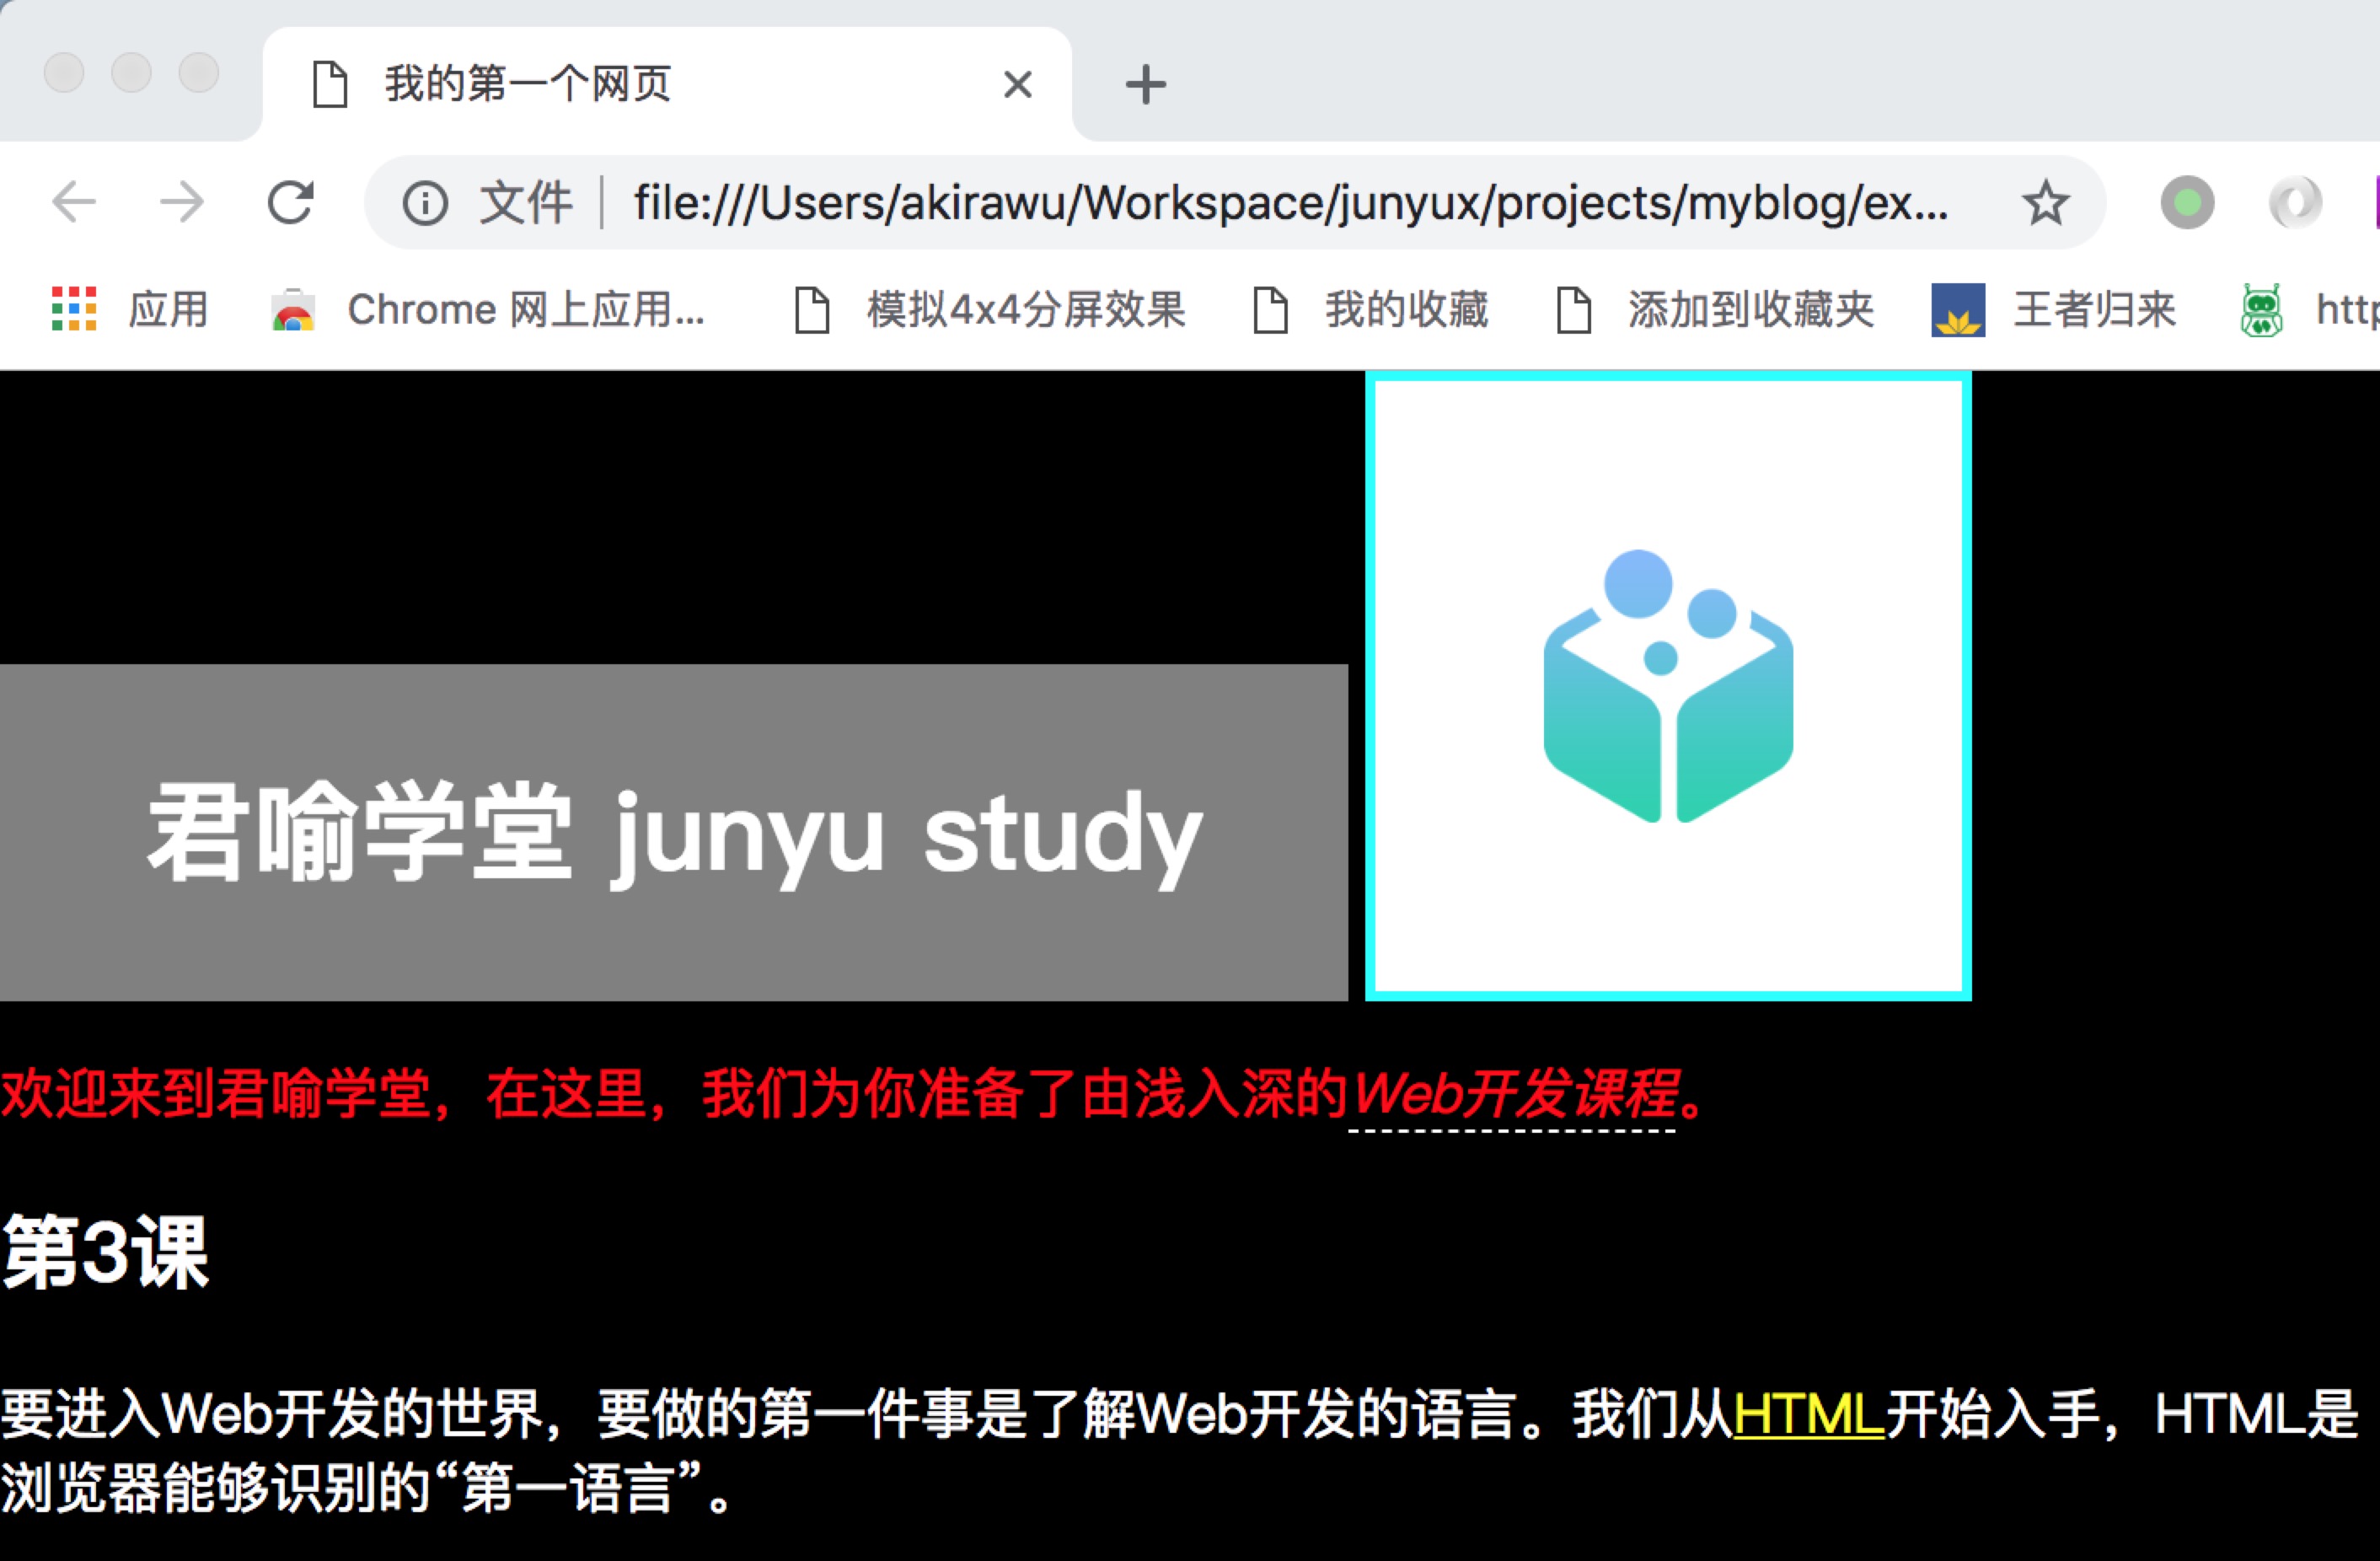 我的第一个网页
文件 file:///Users/akirawu/Workspace/junyux/projects/myblog/ex...
应用 Chrome 网上应用... 模拟4x4分屏效果 我的收藏 添加到收藏夹 王者归来 http
君喻学堂 junyu study
欢迎来到君喻学堂，在这里，我们为你准备了由浅入深的Web开发课程。
第3课
要进入Web开发的世界，要做的第一件事是了解Web开发的语言。我们从HTML开始入手，HTML是
浏览器能够识别的“第一语言”。